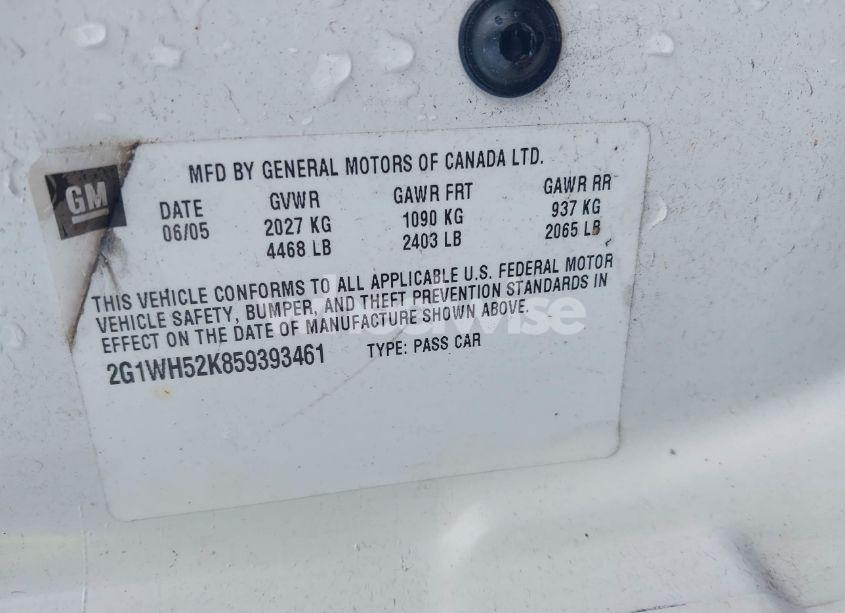 GM
MFD BY GENERAL MOTORS OF CANADA LTD.
DATE GVWR GAWR FRT GAWR RR
06/05 2027 KG 1090 KG 937 KG
4468 LB 2403 LB 2065 LB
THIS VEHICLE CONFORMS TO ALL APPLICABLE U.S. FEDERAL MOTOR
VEHICLE SAFETY, BUMPER, AND THEFT PREVENTION STANDARDS IN
EFFECT ON THE DATE OF MANUFACTURE SHOWN ABOVE.
2G1WH52K859393461 TYPE: PASS CAR